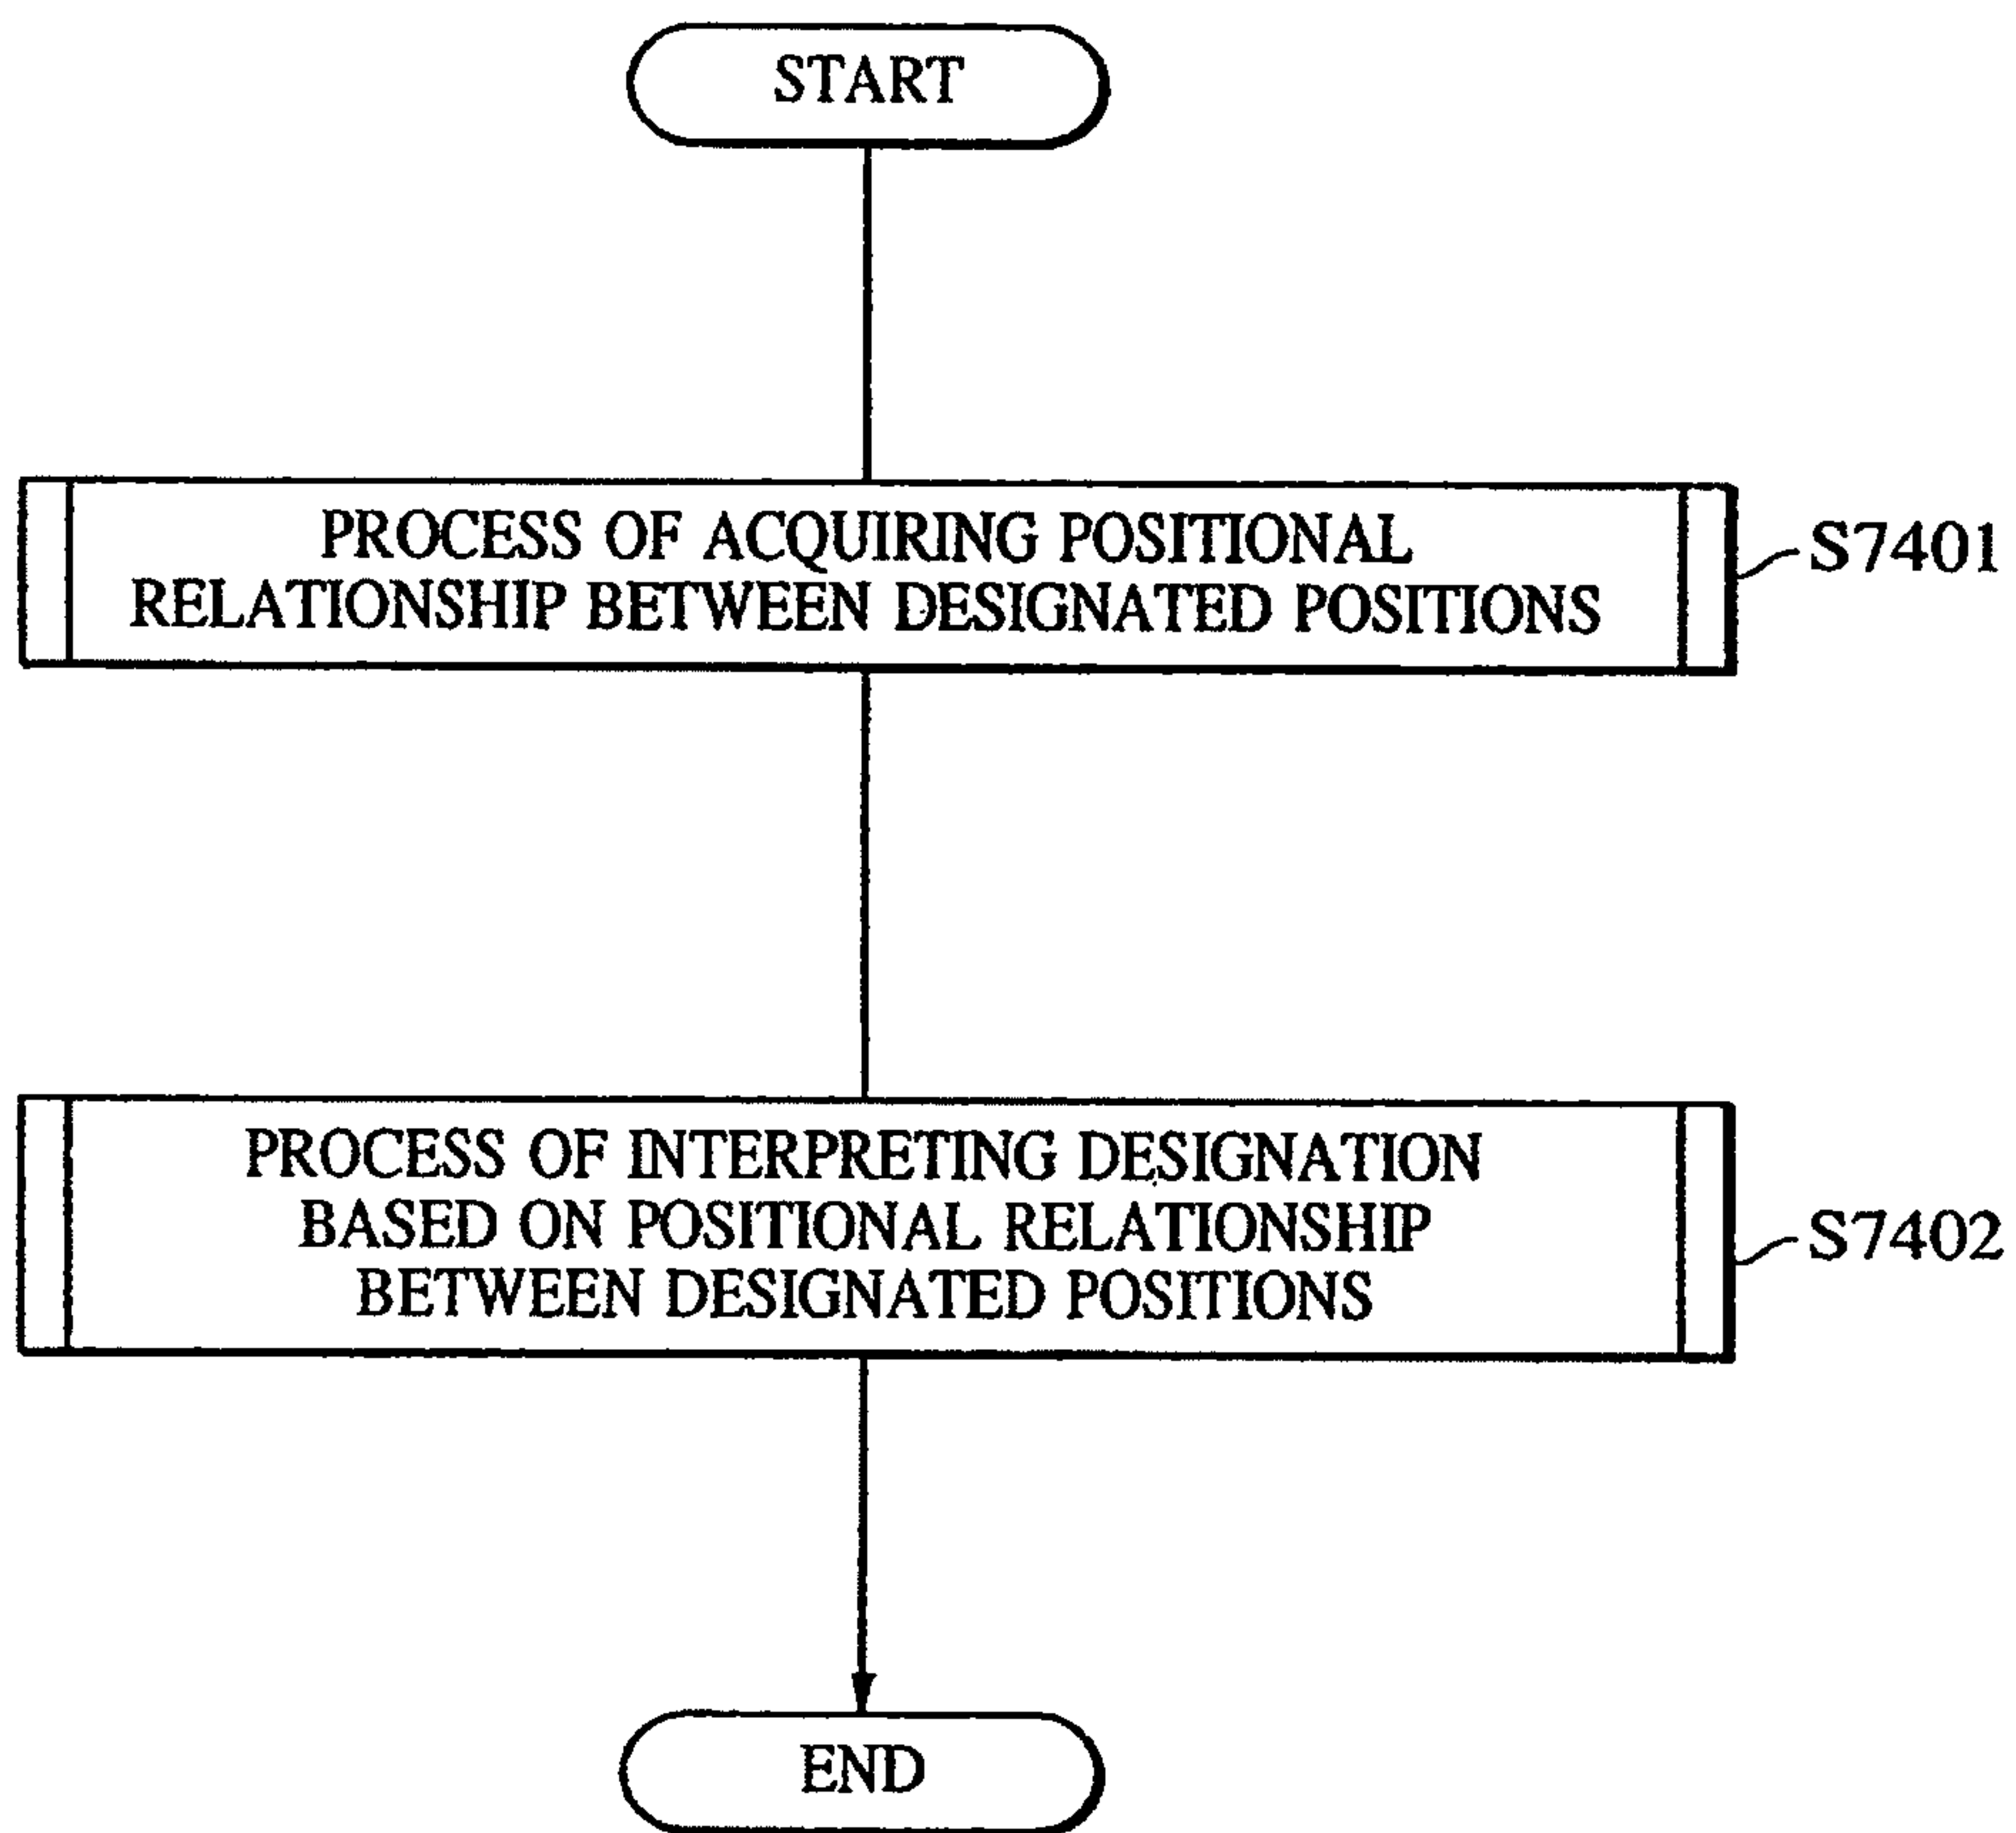 START
PROCESS OF ACQUIRING POSITIONAL
RELATIONSHIP BETWEEN DESIGNATED POSITIONS
S7401
PROCESS OF INTERPRETING DESIGNATION
BASED ON POSITIONAL RELATIONSHIP
BETWEEN DESIGNATED POSITIONS
S7402
END